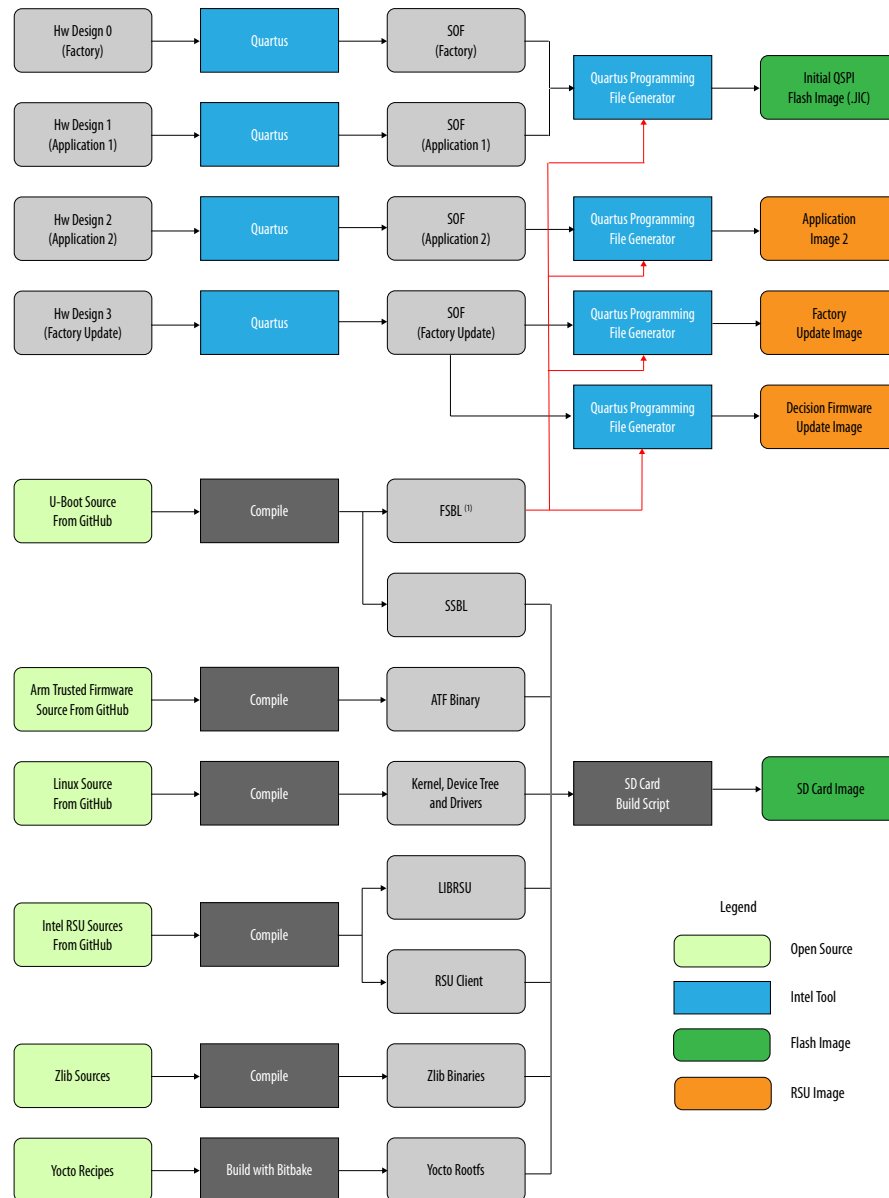 Hw Design 0
(Factory)
Quartus
SOF
(Factory)
Quartus Programming
File Generator
Initial QSPI
Flash Image (.JIC)
Hw Design 1
(Application 1)
Quartus
SOF
(Application 1)
Hw Design 2
(Application 2)
Quartus
SOF
(Application 2)
Quartus Programming
File Generator
Application
Image 2
Hw Design 3
(Factory Update)
Quartus
SOF
(Factory Update)
Quartus Programming
File Generator
Factory
Update Image
Quartus Programming
File Generator
Decision Firmware
Update Image
U-Boot Source
From GitHub
Compile
FSBL (1)
SSBL
Arm Trusted Firmware
Source From GitHub
Compile
ATF Binary
Linux Source
From GitHub
Compile
Kernel, Device Tree
and Drivers
SD Card
Build Script
SD Card Image
Intel RSU Sources
From GitHub
Compile
LIBRSU
RSU Client
Zlib Sources
Compile
Zlib Binaries
Yocto Recipes
Build with Bitbake
Yocto Rootfs
Legend
Open Source
Intel Tool
Flash Image
RSU Image